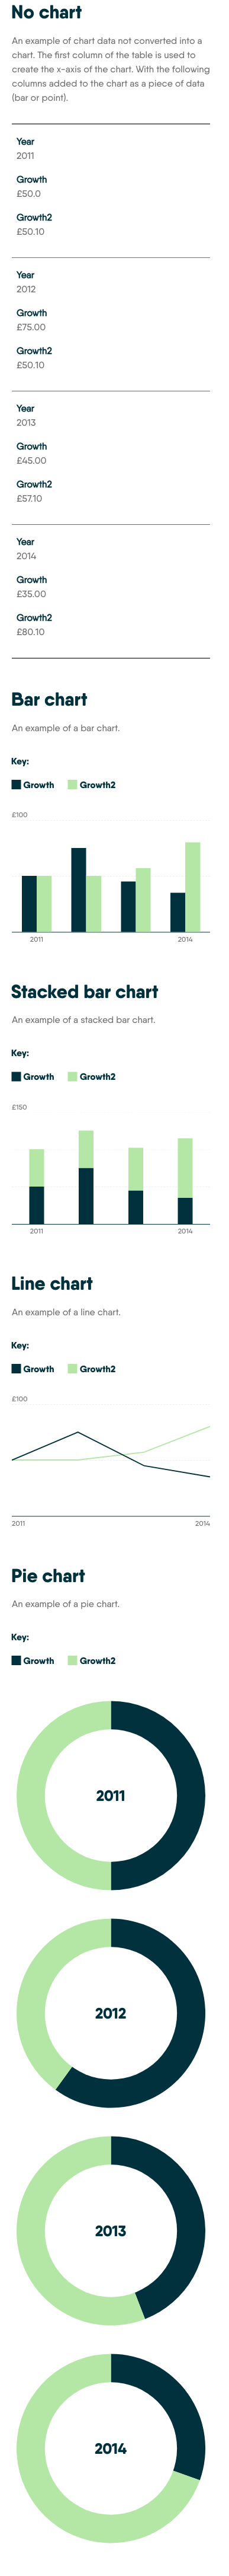 No chart
An example of chart data not converted into a
chart. The first column of the table is used to
create the x-axis of the chart. With the following
columns added to the chart as a piece of data
(bar or point).
Year
2011
Growth
£50.0
Growth2
£50.10
Year
2012
Growth
£75.00
Growth2
£50.10
Year
2013
Growth
£45.00
Growth2
£57.10
Year
2014
Growth
£35.00
Growth2
£80.10
Bar chart
An example of a bar chart.
Key:
Growth Growth2
£100
2011 2014
Stacked bar chart
An example of a stacked bar chart.
Key:
Growth Growth2
£150
2011 2014
Line chart
An example of a line chart.
Key:
Growth Growth2
£100
2011 2014
Pie chart
An example of a pie chart.
Key:
Growth Growth2
2011
2012
2013
2014